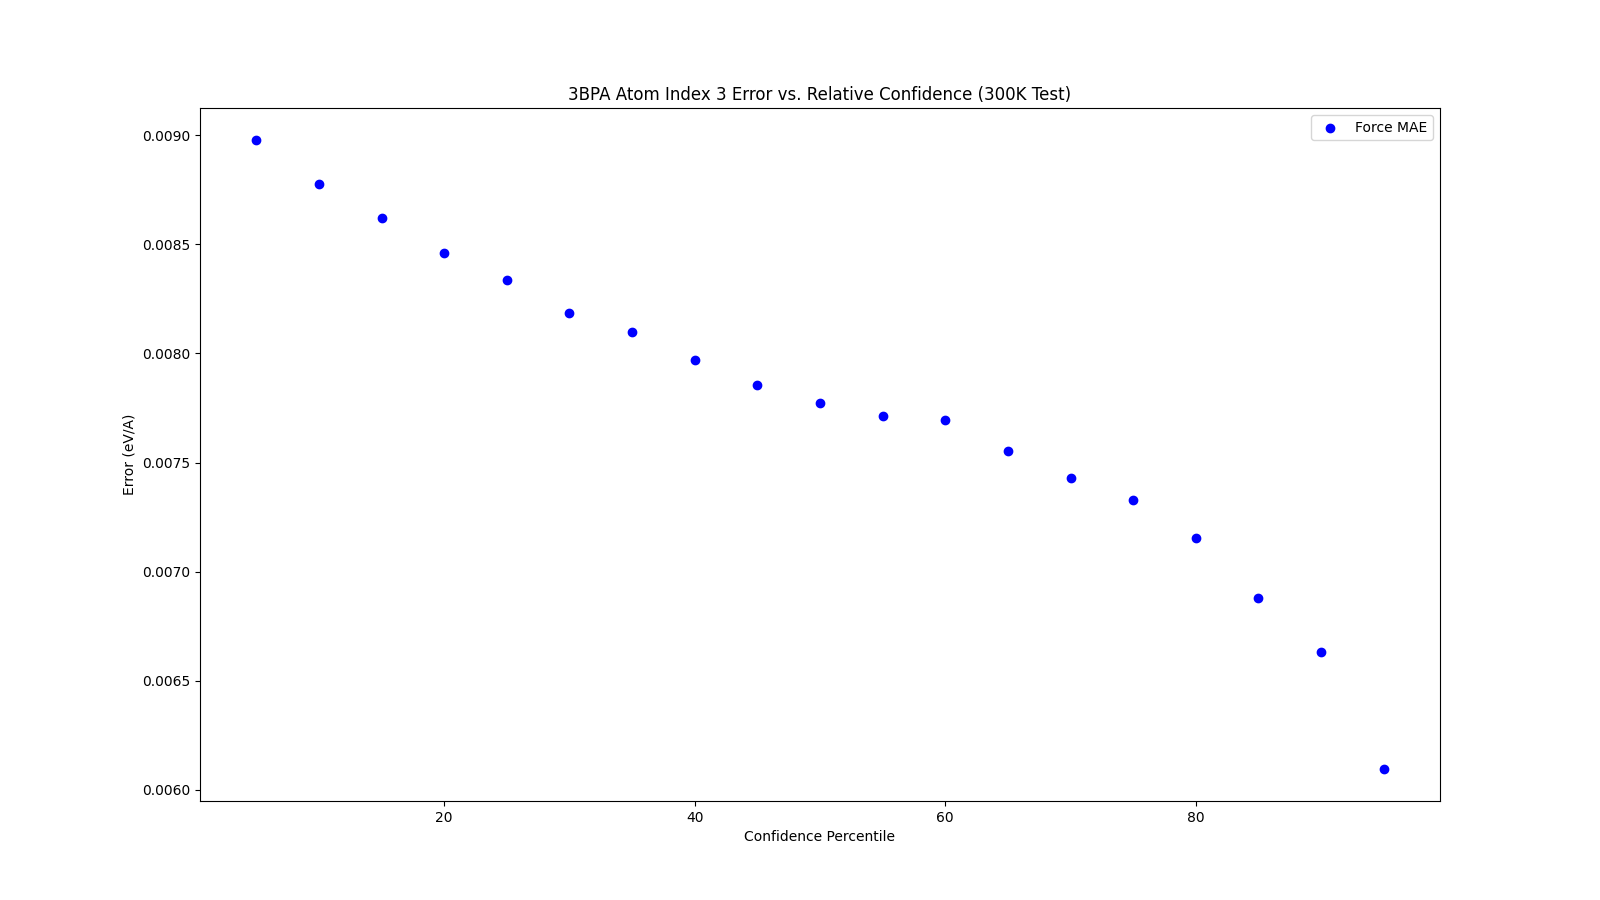 3BPA Atom Index 3 Error vs. Relative Confidence (300K Test)
Force MAE
0.0090
0.0085
0.0080
0.0075
0.0070
0.0065
0.0060
Error (eV/A)
20
40
60
80
Confidence Percentile